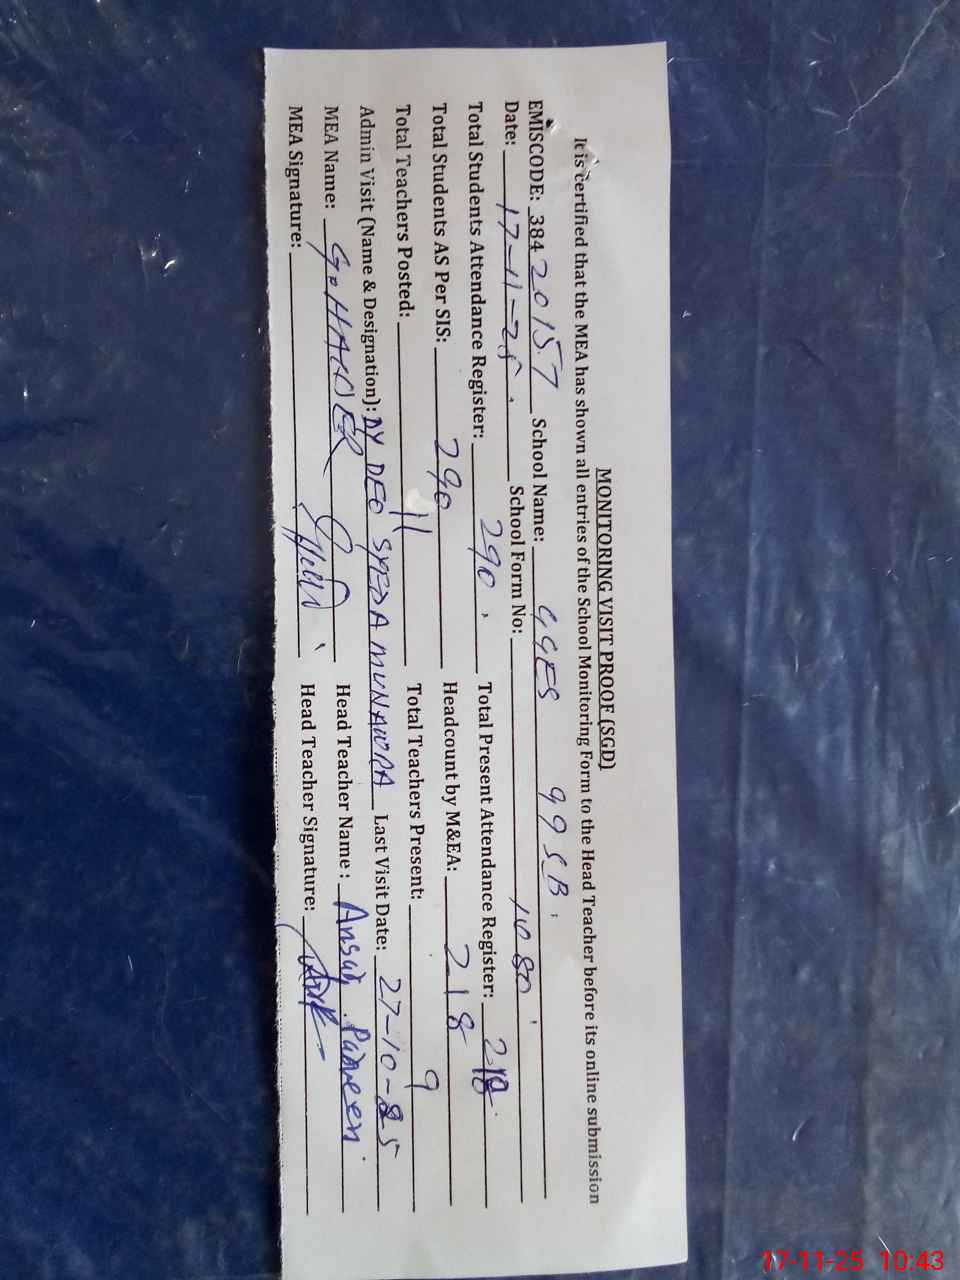 MONITORING VISIT PROOF (SGD)
It is certified that the MEA has shown all entries of the School Monitoring Form to the Head Teacher before its online submission
EMISCODE: 38420157 School Name: GGES 99 SB.
Date: 17-11-25. School Form No: 1080
Total Students Attendance Register: 290. Total Present Attendance Register: 218
Total Students AS Per SIS: 290 Headcount by M&EA: 218
Total Teachers Posted: 11 Total Teachers Present: 9
Admin Visit (Name & Designation): DY DEO SYEDA MUNAWRA Last Visit Date: 27-10-25
MEA Name: Head Teacher Name: Parveen
MEA Signature: Head Teacher Signature:
17-11-25 10:43